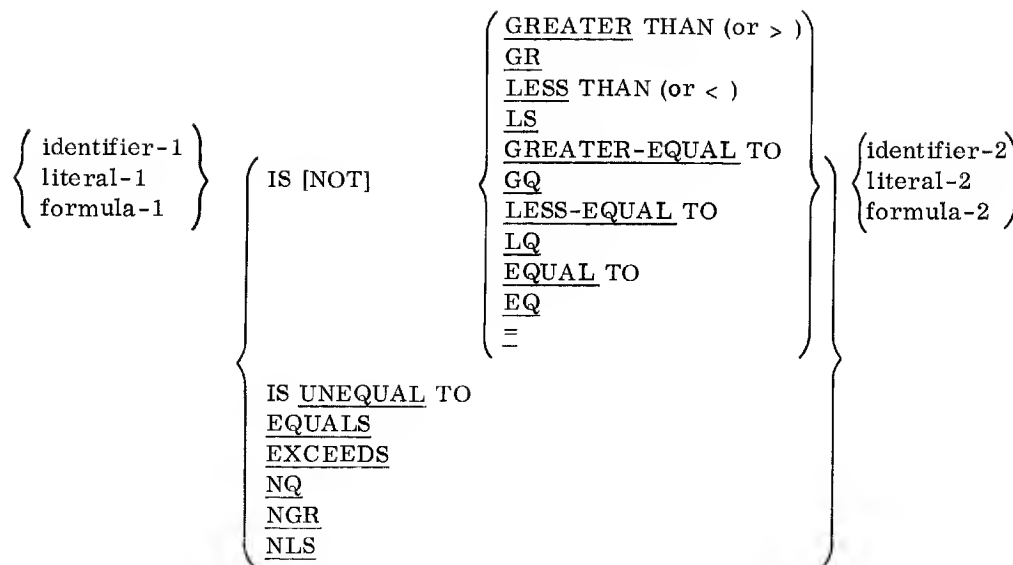 GREATER THAN (or > )
GR
LESS THAN (or < )
LS
GREATER-EQUAL TO
GQ
LESS-EQUAL TO
LQ
EQUAL TO
EQ
=
identifier-1
literal-1
formula-1
IS [NOT]
identifier-2
literal-2
formula-2
IS UNEQUAL TO
EQUALS
EXCEEDS
NQ
NGR
NLS